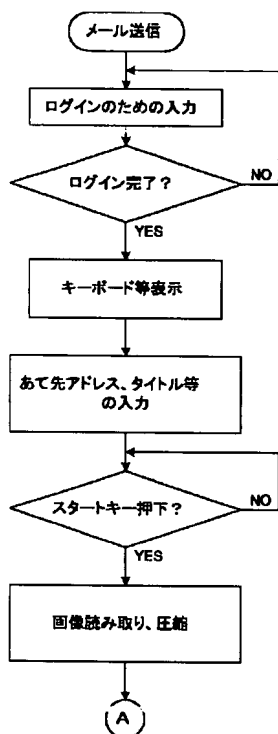 メール送信
ログインのための入力
ログイン完了?
NO
YES
キーボード等表示
あて先アドレス、タイトル等
の入力
スタートキー押下?
NO
YES
画像読み取り、圧縮
A